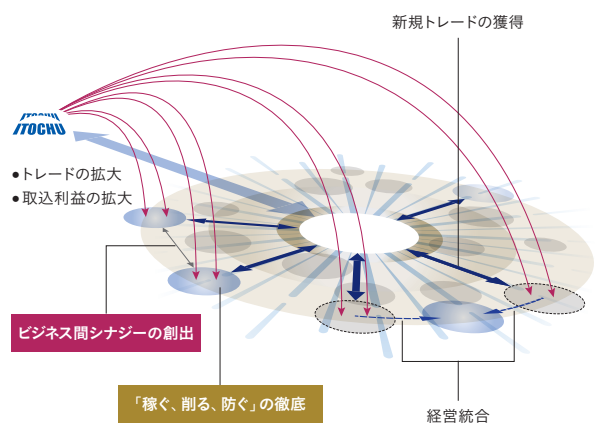 新規トレードの獲得
ITOCHU
ITOCHU
●トレードの拡大
●取込利益の拡大
ビジネス間シナジーの創出
「稼ぐ、削る、防ぐ」の徹底
経営統合